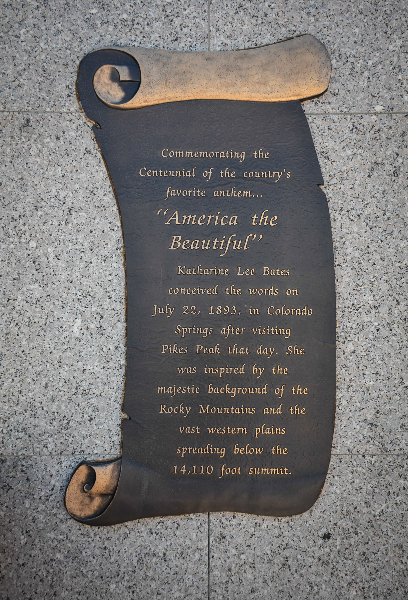 Commemorating the
Centennial of the country's
favorite anthem...
"America the
Beautiful"
Katharine Lee Bates
conceived the words on
July 22, 1893, in Colorado
Springs after visiting
Pikes Peak that day. She
was inspired by the
majestic background of the
Rocky Mountains and the
vast western plains
spreading below the
14,110 foot summit.